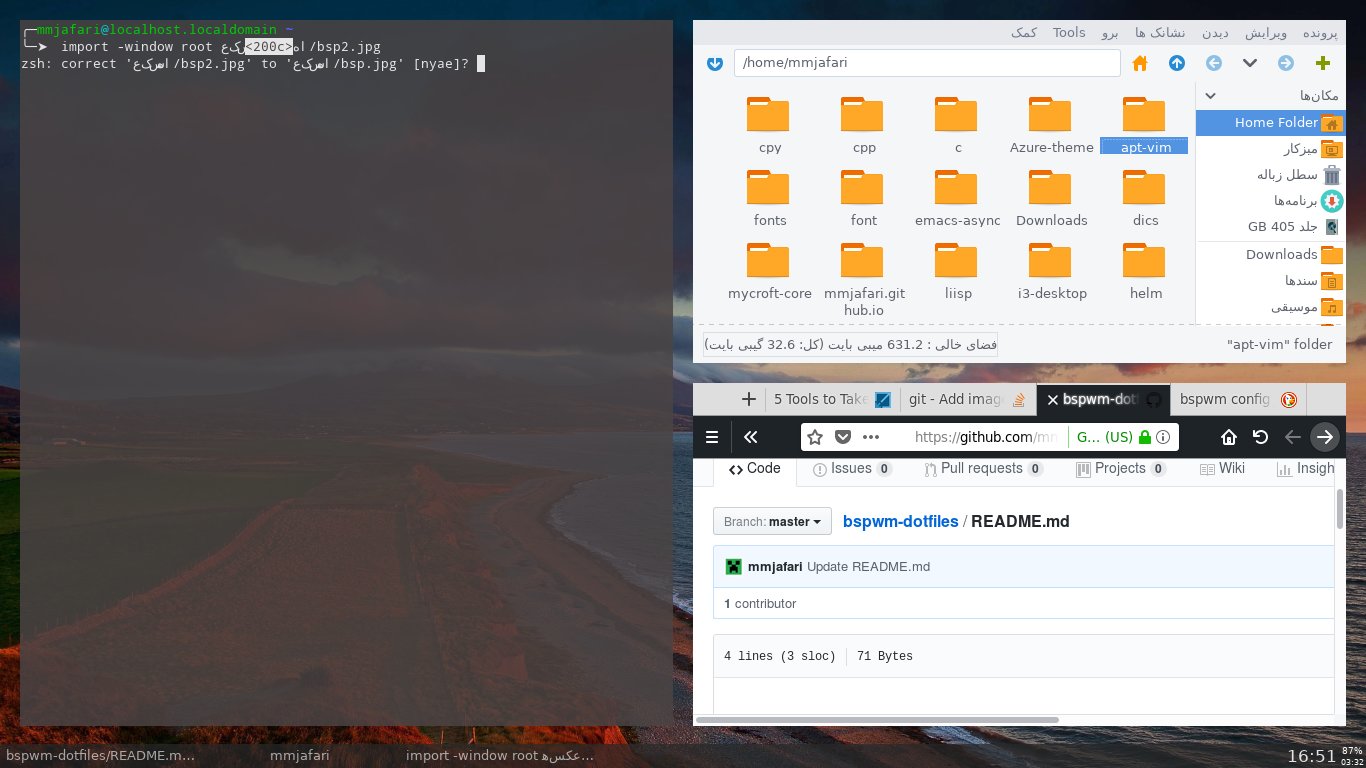 ╭─mmjafari@localhost.localdomain ~
╰─➤ import -window root عکس<200c>ها/bsp2.jpg
zsh: correct 'عکس‌ها/bsp2.jpg' to 'عکس‌ها/bsp.jpg' [nyae]?
پرونده ویرایش دیدن نشانک ها برو Tools کمک
/home/mmjafari
مکان‌ها
Home Folder
میزکار
سطل زباله
برنامه‌ها
جلد 405 GB
Downloads
سندها
موسیقی
cpy cpp c Azure-theme apt-vim
fonts font emacs-async Downloads dics
mycroft-core mmjafari.git liisp i3-desktop helm
hub.io
فضای خالی : 631.2 میبی بایت (کل: 32.6 گیبی بایت)
"apt-vim" folder
5 Tools to Take git - Add imag bspwm-dotf bspwm config
https://github.com/mm G... (US)
Code Issues 0 Pull requests 0 Projects 0 Wiki Insigh
Branch: master bspwm-dotfiles / README.md
mmjafari Update README.md
1 contributor
4 lines (3 sloc) 71 Bytes
bspwm-dotfiles/README.m… mmjafari import -window root عکس‌ه… 16:51 87%
03:32